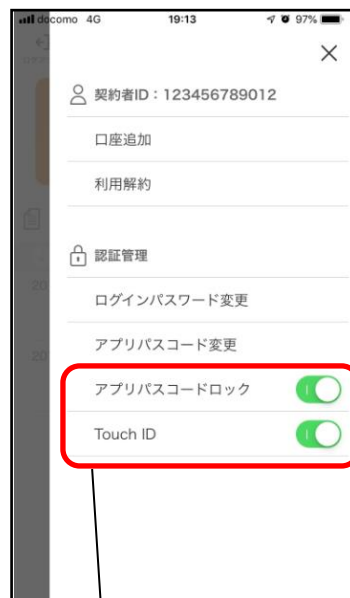 docomo 4G 19:13 97%
契約者ID：123456789012
口座追加
利用解約
認証管理
ログインパスワード変更
アプリパスコード変更
アプリパスコードロック
Touch ID
20
20